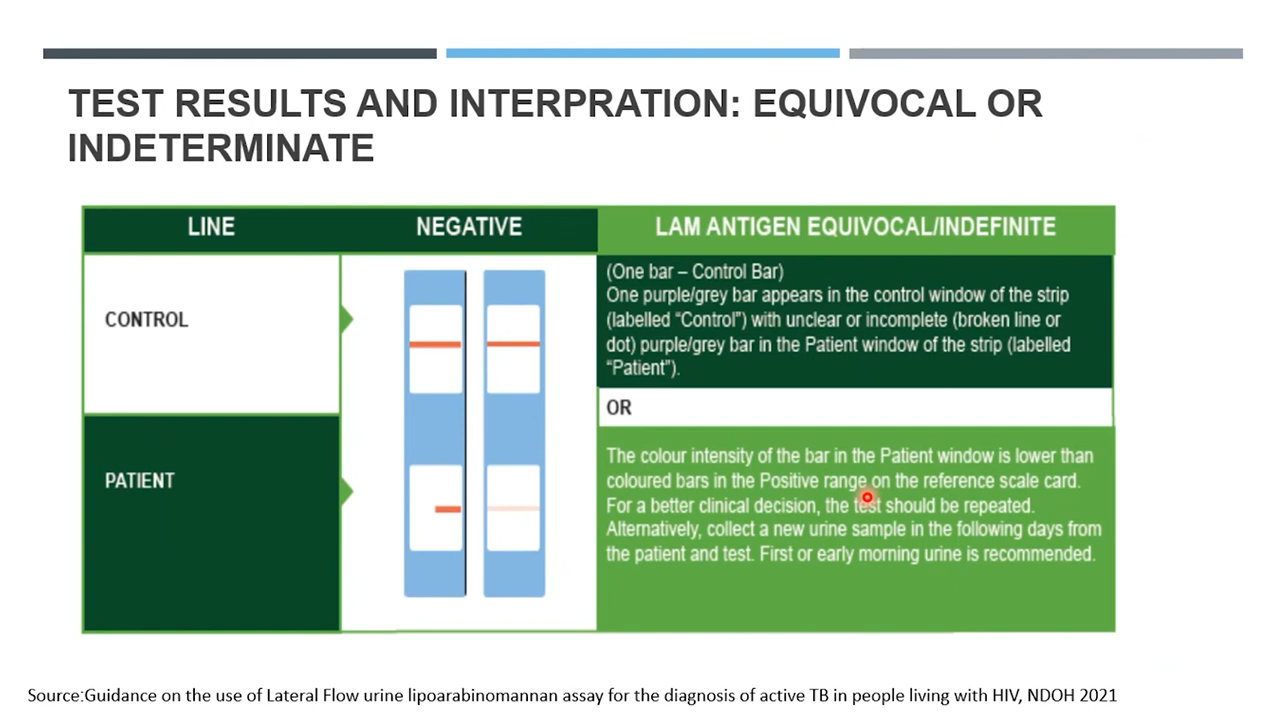 TEST RESULTS AND INTERPRATION: EQUIVOCAL OR
INDETERMINATE
LINE
NEGATIVE
LAM ANTIGEN EQUIVOCAL/INDEFINITE
CONTROL
(One bar – Control Bar)
One purple/grey bar appears in the control window of the strip
(labelled “Control”) with unclear or incomplete (broken line or
dot) purple/grey bar in the Patient window of the strip (labelled
“Patient”).
OR
PATIENT
The colour intensity of the bar in the Patient window is lower than
coloured bars in the Positive range on the reference scale card.
For a better clinical decision, the test should be repeated.
Alternatively, collect a new urine sample in the following days from
the patient and test. First or early morning urine is recommended.
Source:Guidance on the use of Lateral Flow urine lipoarabinomannan assay for the diagnosis of active TB in people living with HIV, NDOH 2021